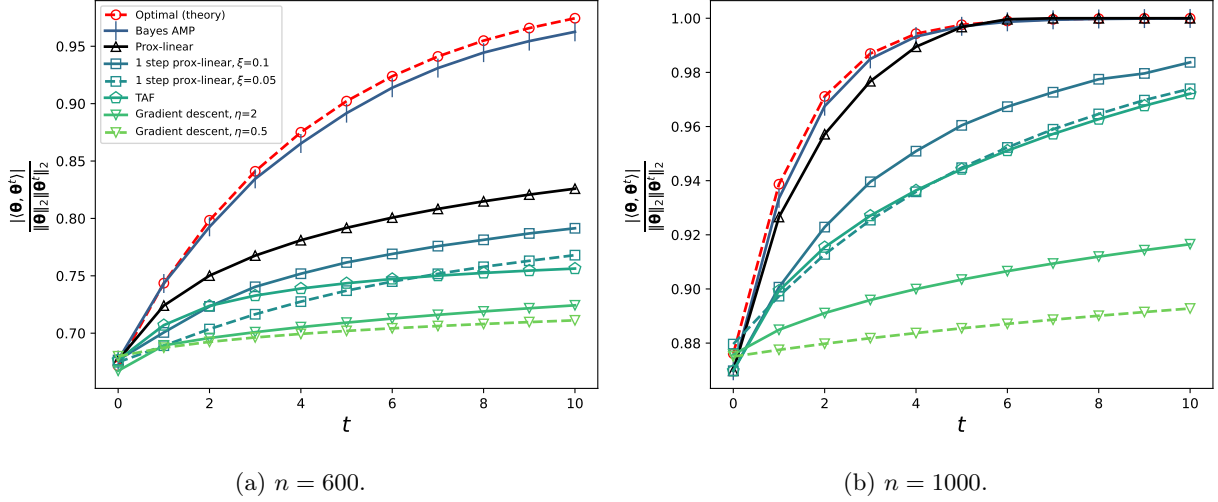 Optimal (theory)
Bayes AMP
Prox-linear
1 step prox-linear, ξ=0.1
1 step prox-linear, ξ=0.05
TAF
Gradient descent, η=2
Gradient descent, η=0.5
0.95
0.90
0.85
0.80
0.75
0.70
|⟨θ, θ^t⟩|
‖θ‖₂‖θ^t‖₂
0 2 4 6 8 10
t
(a) n = 600.
1.00
0.98
0.96
0.94
0.92
0.90
0.88
|⟨θ, θ^t⟩|
‖θ‖₂‖θ^t‖₂
0 2 4 6 8 10
t
(b) n = 1000.